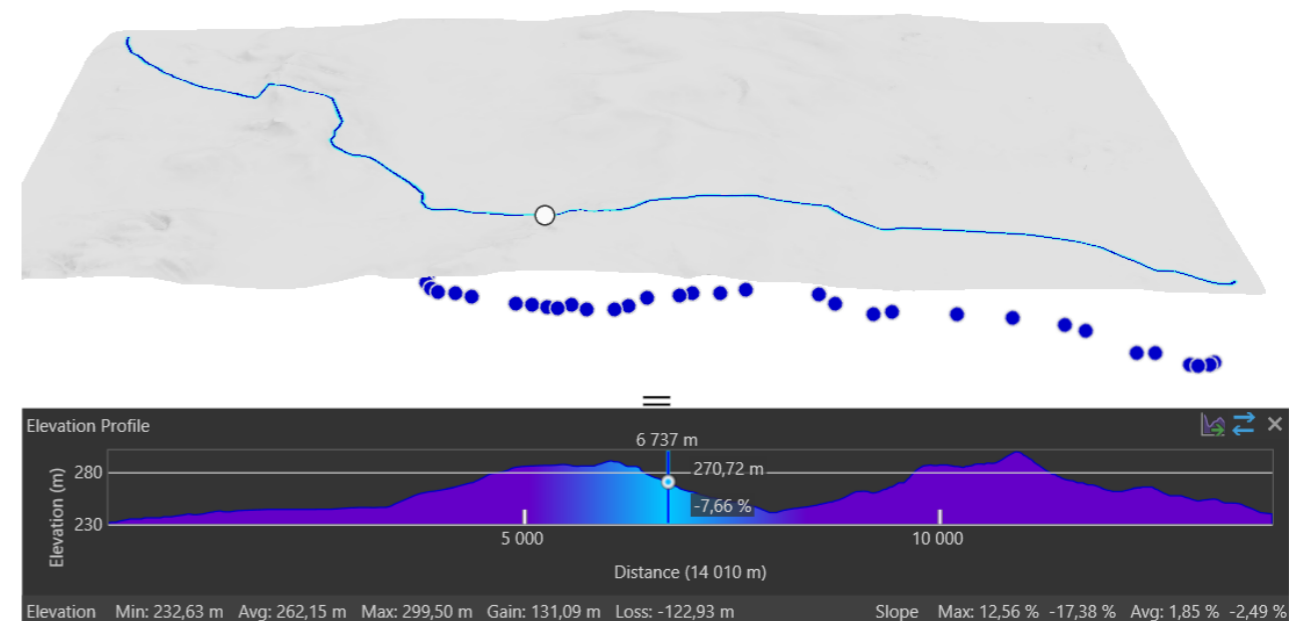 Elevation Profile
6 737 m
280
270,72 m
-7,66 %
230
Elevation (m)
5 000
10 000
Distance (14 010 m)
Elevation Min: 232,63 m Avg: 262,15 m Max: 299,50 m Gain: 131,09 m Loss: -122,93 m Slope Max: 12,56 % -17,38 % Avg: 1,85 % -2,49 %